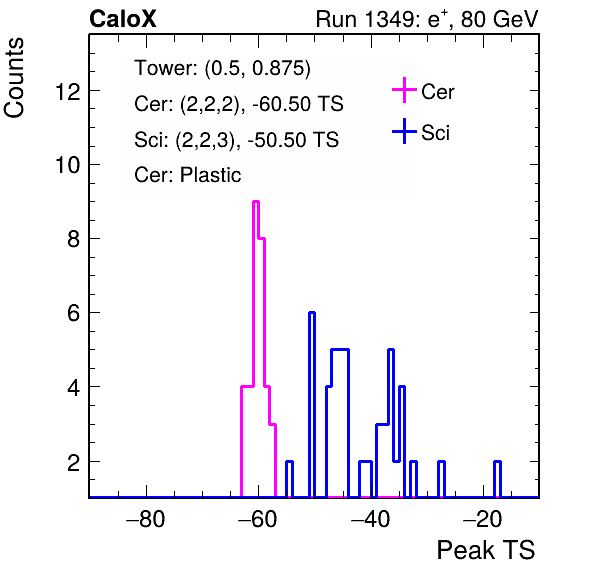 CaloX Run 1349: e⁺, 80 GeV
Counts
Tower: (0.5, 0.875)
Cer: (2,2,2), -60.50 TS
Sci: (2,2,3), -50.50 TS
Cer: Plastic
Cer
Sci
12
10
8
6
4
2
−80 −60 −40 −20
Peak TS